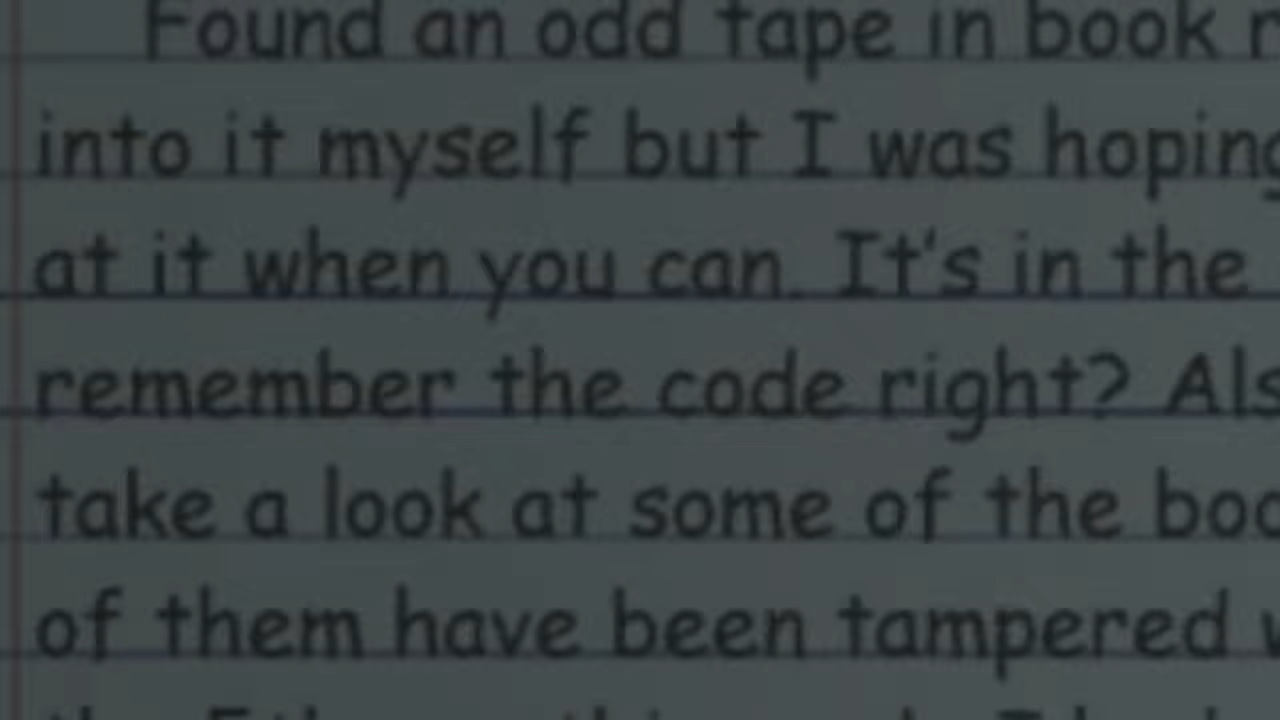 Found an odd tape in book
into it myself but I was hoping
at it when you can. It's in the
remember the code right? Als
take a look at some of the boo
of them have been tampered w